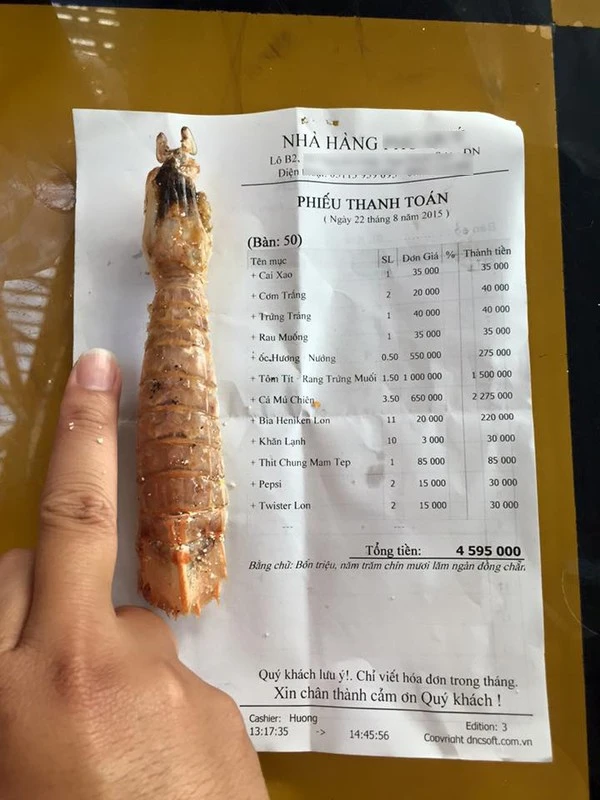 NHÀ HÀNG
Lô B2,
Điện
PHIẾU THANH TOÁN
( Ngày 22 tháng 8 năm 2015 )
(Bàn: 50)
Tên mục SL Đơn Giá % Thành tiền
+ Cai Xao 1 35 000 35 000
+ Cơm Trắng 2 20 000 40 000
+ Trứng Tráng 1 40 000 40 000
+ Rau Muống 1 35 000 35 000
+ ốc Hương Nướng 0.50 550 000 275 000
+ Tôm Tít - Rang Trứng Muối 1.50 1 000 000 1 500 000
+ Cá Mú Chiên 3.50 650 000 2 275 000
+ Bia Heniken Lon 11 20 000 220 000
+ Khăn Lạnh 10 3 000 30 000
+ Thit Chung Mam Tep 1 85 000 85 000
+ Pepsi 2 15 000 30 000
+ Twister Lon 2 15 000 30 000
---
Tổng tiền: 4 595 000
Bằng chữ: Bốn triệu, năm trăm chín mươi lăm ngàn đồng chẵn.
Quý khách lưu ý!. Chỉ viết hóa đơn trong tháng.
Xin chân thành cảm ơn Quý khách !
Cashier: Huong Edition: 3
13:17:35 -> 14:45:56 Copyright dncsoft.com.vn